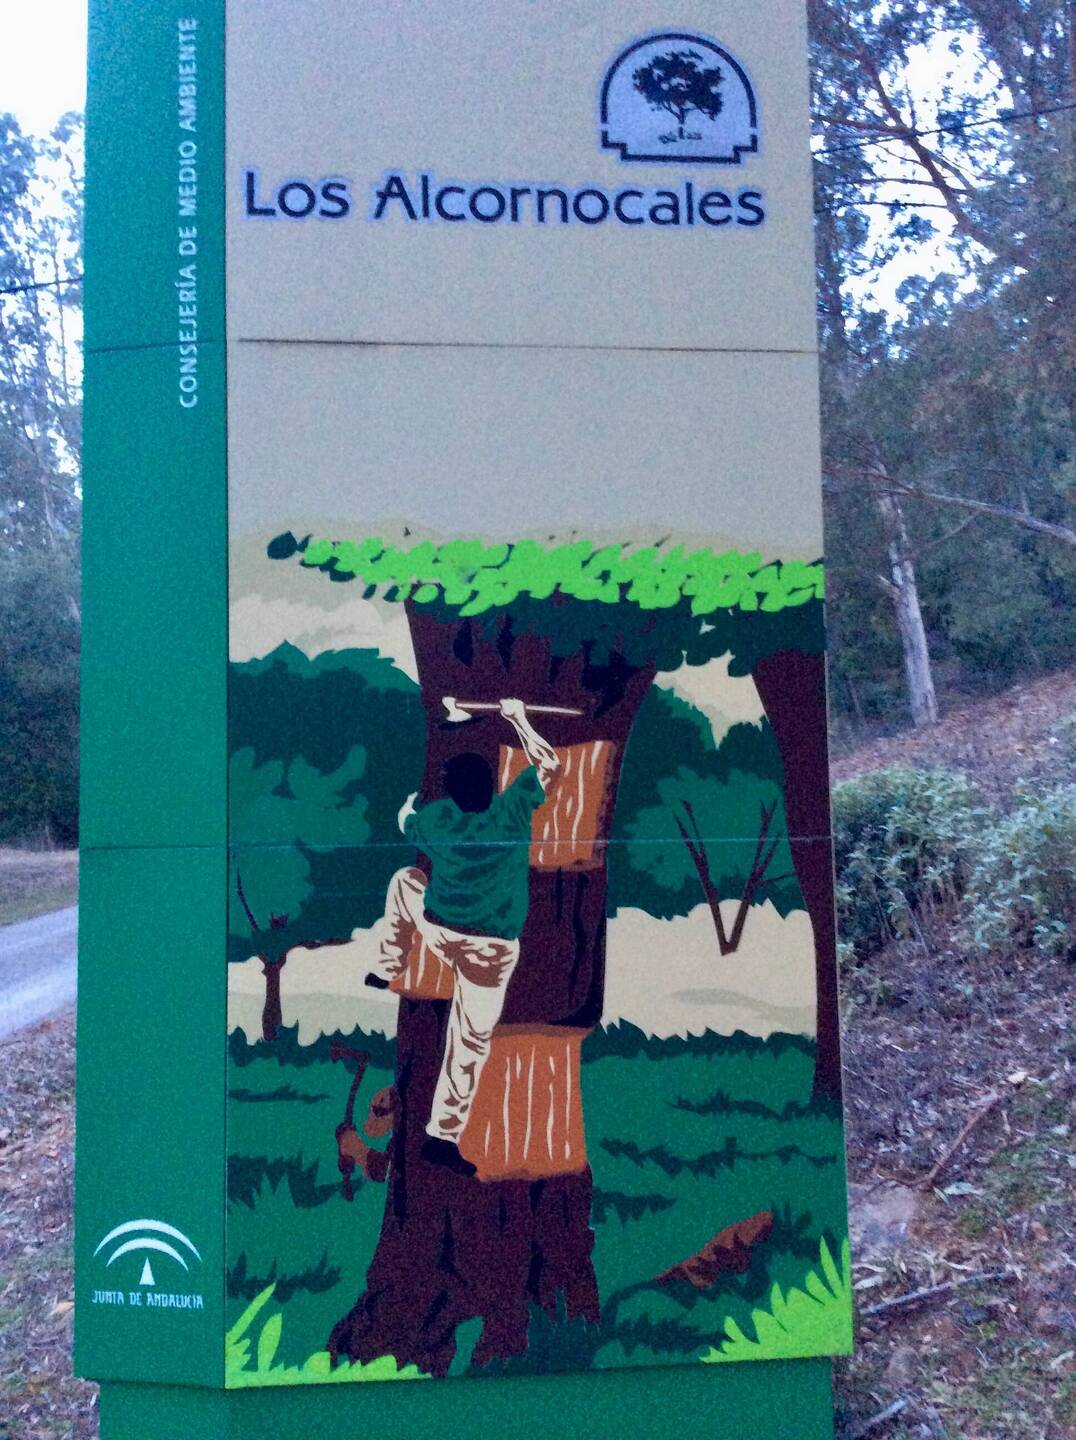 CONSEJERÍA DE MEDIO AMBIENTE
Los Alcornocales
JUNTA DE ANDALUCIA